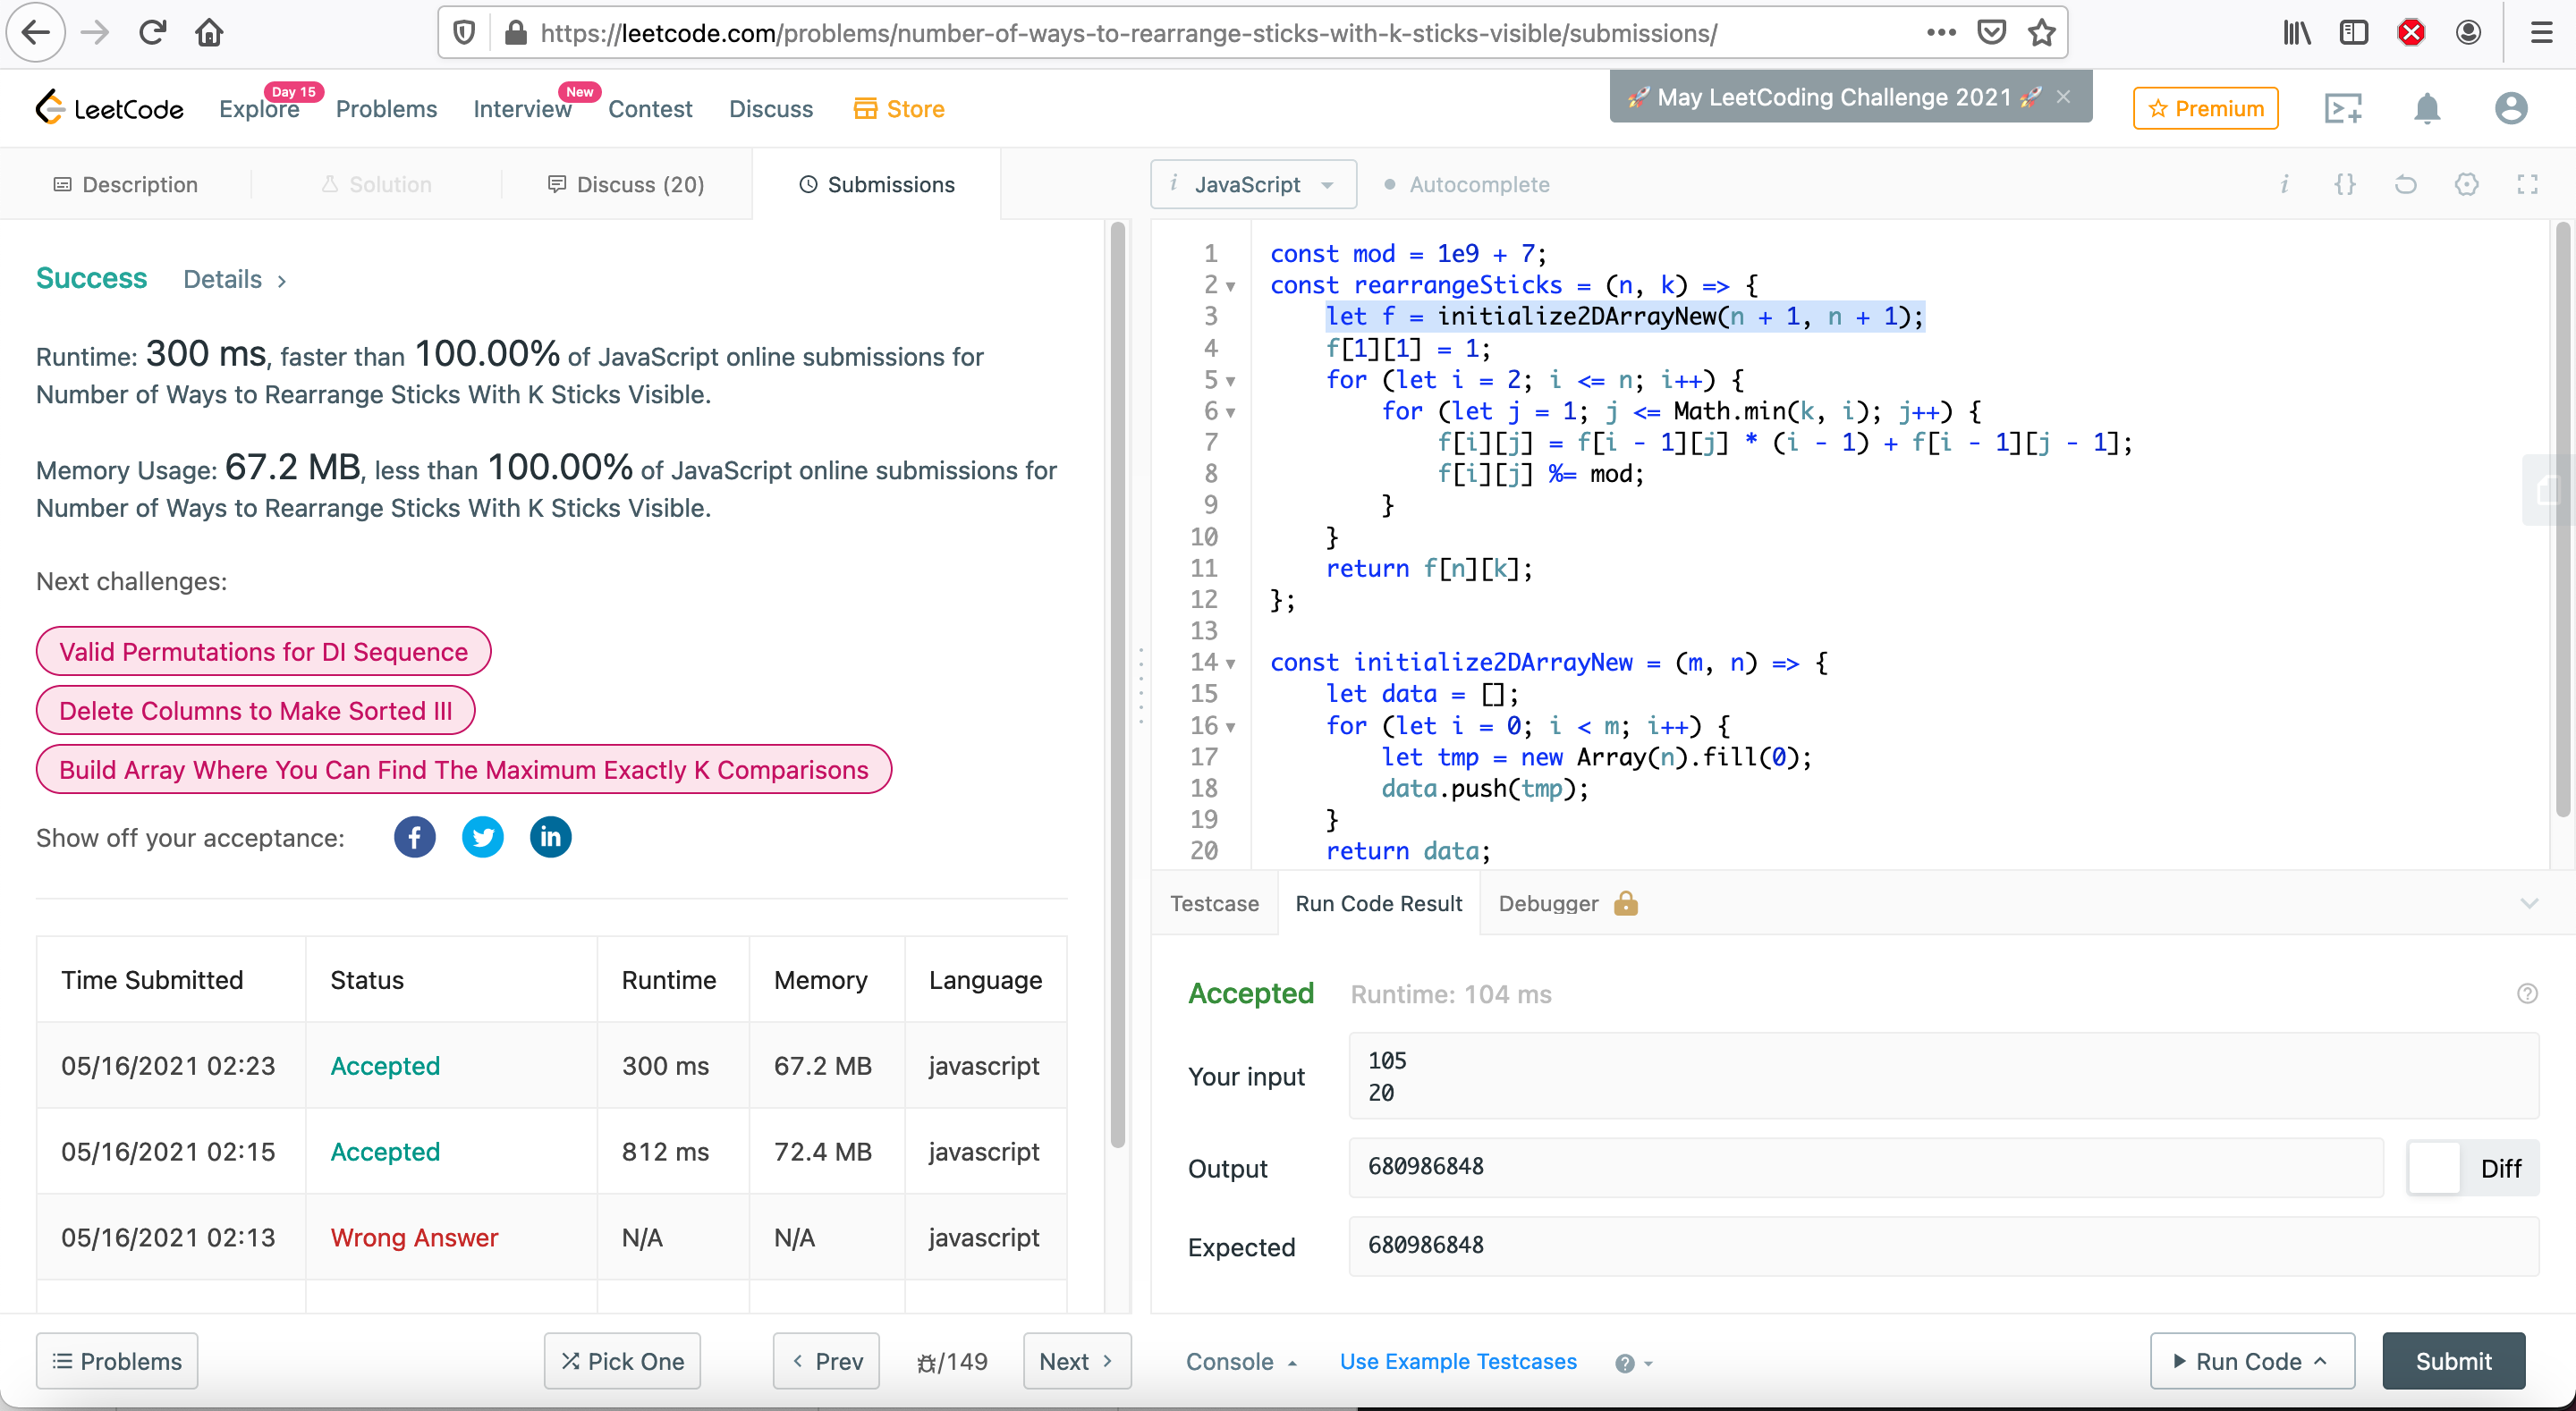 https://leetcode.com/problems/number-of-ways-to-rearrange-sticks-with-k-sticks-visible/submissions/
LeetCode
Explore
Day 15
Problems
Interview
New
Contest
Discuss
Store
🚀 May LeetCoding Challenge 2021 🚀
Premium
Description
Solution
Discuss (20)
Submissions
Success Details >
Runtime: 300 ms, faster than 100.00% of JavaScript online submissions for
Number of Ways to Rearrange Sticks With K Sticks Visible.
Memory Usage: 67.2 MB, less than 100.00% of JavaScript online submissions for
Number of Ways to Rearrange Sticks With K Sticks Visible.
Next challenges:
Valid Permutations for DI Sequence
Delete Columns to Make Sorted III
Build Array Where You Can Find The Maximum Exactly K Comparisons
Show off your acceptance:
Time Submitted Status Runtime Memory Language
05/16/2021 02:23 Accepted 300 ms 67.2 MB javascript
05/16/2021 02:15 Accepted 812 ms 72.4 MB javascript
05/16/2021 02:13 Wrong Answer N/A N/A javascript
Problems
Pick One
< Prev
/149
Next >
i JavaScript
Autocomplete
i {}
1 const mod = 1e9 + 7;
2 const rearrangeSticks = (n, k) => {
3 let f = initialize2DArrayNew(n + 1, n + 1);
4 f[1][1] = 1;
5 for (let i = 2; i <= n; i++) {
6 for (let j = 1; j <= Math.min(k, i); j++) {
7 f[i][j] = f[i - 1][j] * (i - 1) + f[i - 1][j - 1];
8 f[i][j] %= mod;
9 }
10 }
11 return f[n][k];
12 };
13
14 const initialize2DArrayNew = (m, n) => {
15 let data = [];
16 for (let i = 0; i < m; i++) {
17 let tmp = new Array(n).fill(0);
18 data.push(tmp);
19 }
20 return data;
Testcase
Run Code Result
Debugger
Accepted Runtime: 104 ms
Your input
105
20
Output
680986848
Diff
Expected
680986848
Console
Use Example Testcases
Run Code
Submit